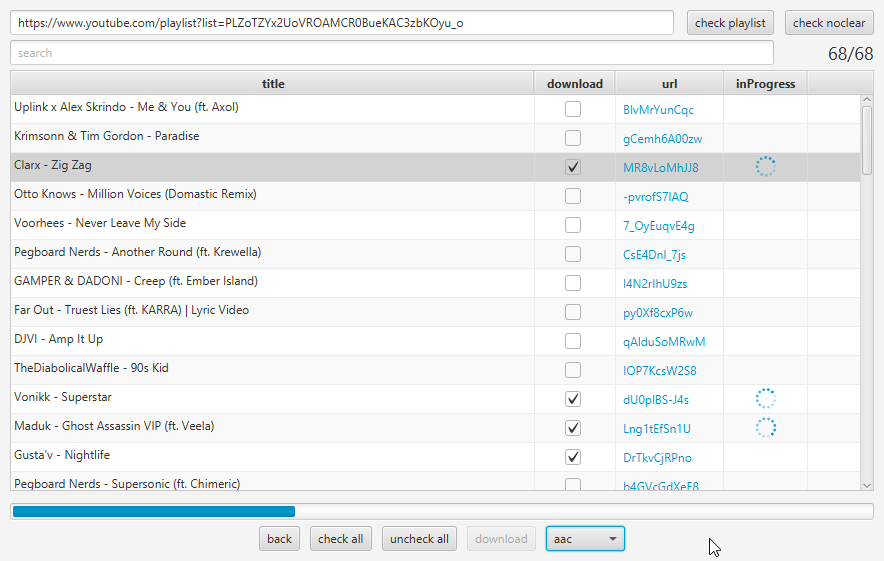 https://www.youtube.com/playlist?list=PLZoTZYx2UoVROAMCR0BueKAC3zbKOyu_o check playlist check noclear
search 68/68
title download url inProgress
Uplink x Alex Skrindo - Me & You (ft. Axol) BlvMrYunCqc
Krimsonn & Tim Gordon - Paradise gCemh6A00zw
Clarx - Zig Zag MR8vLoMhJJ8
Otto Knows - Million Voices (Domastic Remix) -pvrofS7IAQ
Voorhees - Never Leave My Side 7_OyEuqvE4g
Pegboard Nerds - Another Round (ft. Krewella) CsE4DnI_7js
GAMPER & DADONI - Creep (ft. Ember Island) l4N2rIhU9zs
Far Out - Truest Lies (ft. KARRA) | Lyric Video py0Xf8cxP6w
DJVI - Amp It Up qAlduSoMRwM
TheDiabolicalWaffle - 90s Kid IOP7KcsW2S8
Vonikk - Superstar dU0pIBS-J4s
Maduk - Ghost Assassin VIP (ft. Veela) Lng1tEfSn1U
Gusta'v - Nightlife DrTkvCjRPno
Pegboard Nerds - Supersonic (ft. Chimeric) b4GVcGdXeE8
back check all uncheck all download aac